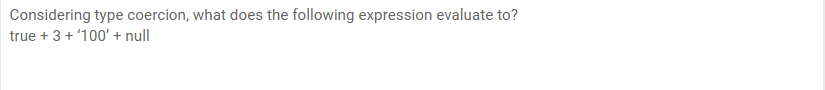 Considering type coercion, what does the following expression evaluate to?
true + 3 + ‘100’ + null